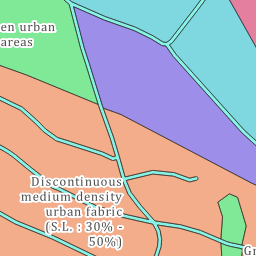 en urban
areas
Discontinuous
medium density
urban fabric
(S.L. : 30% -
50%)
Gr